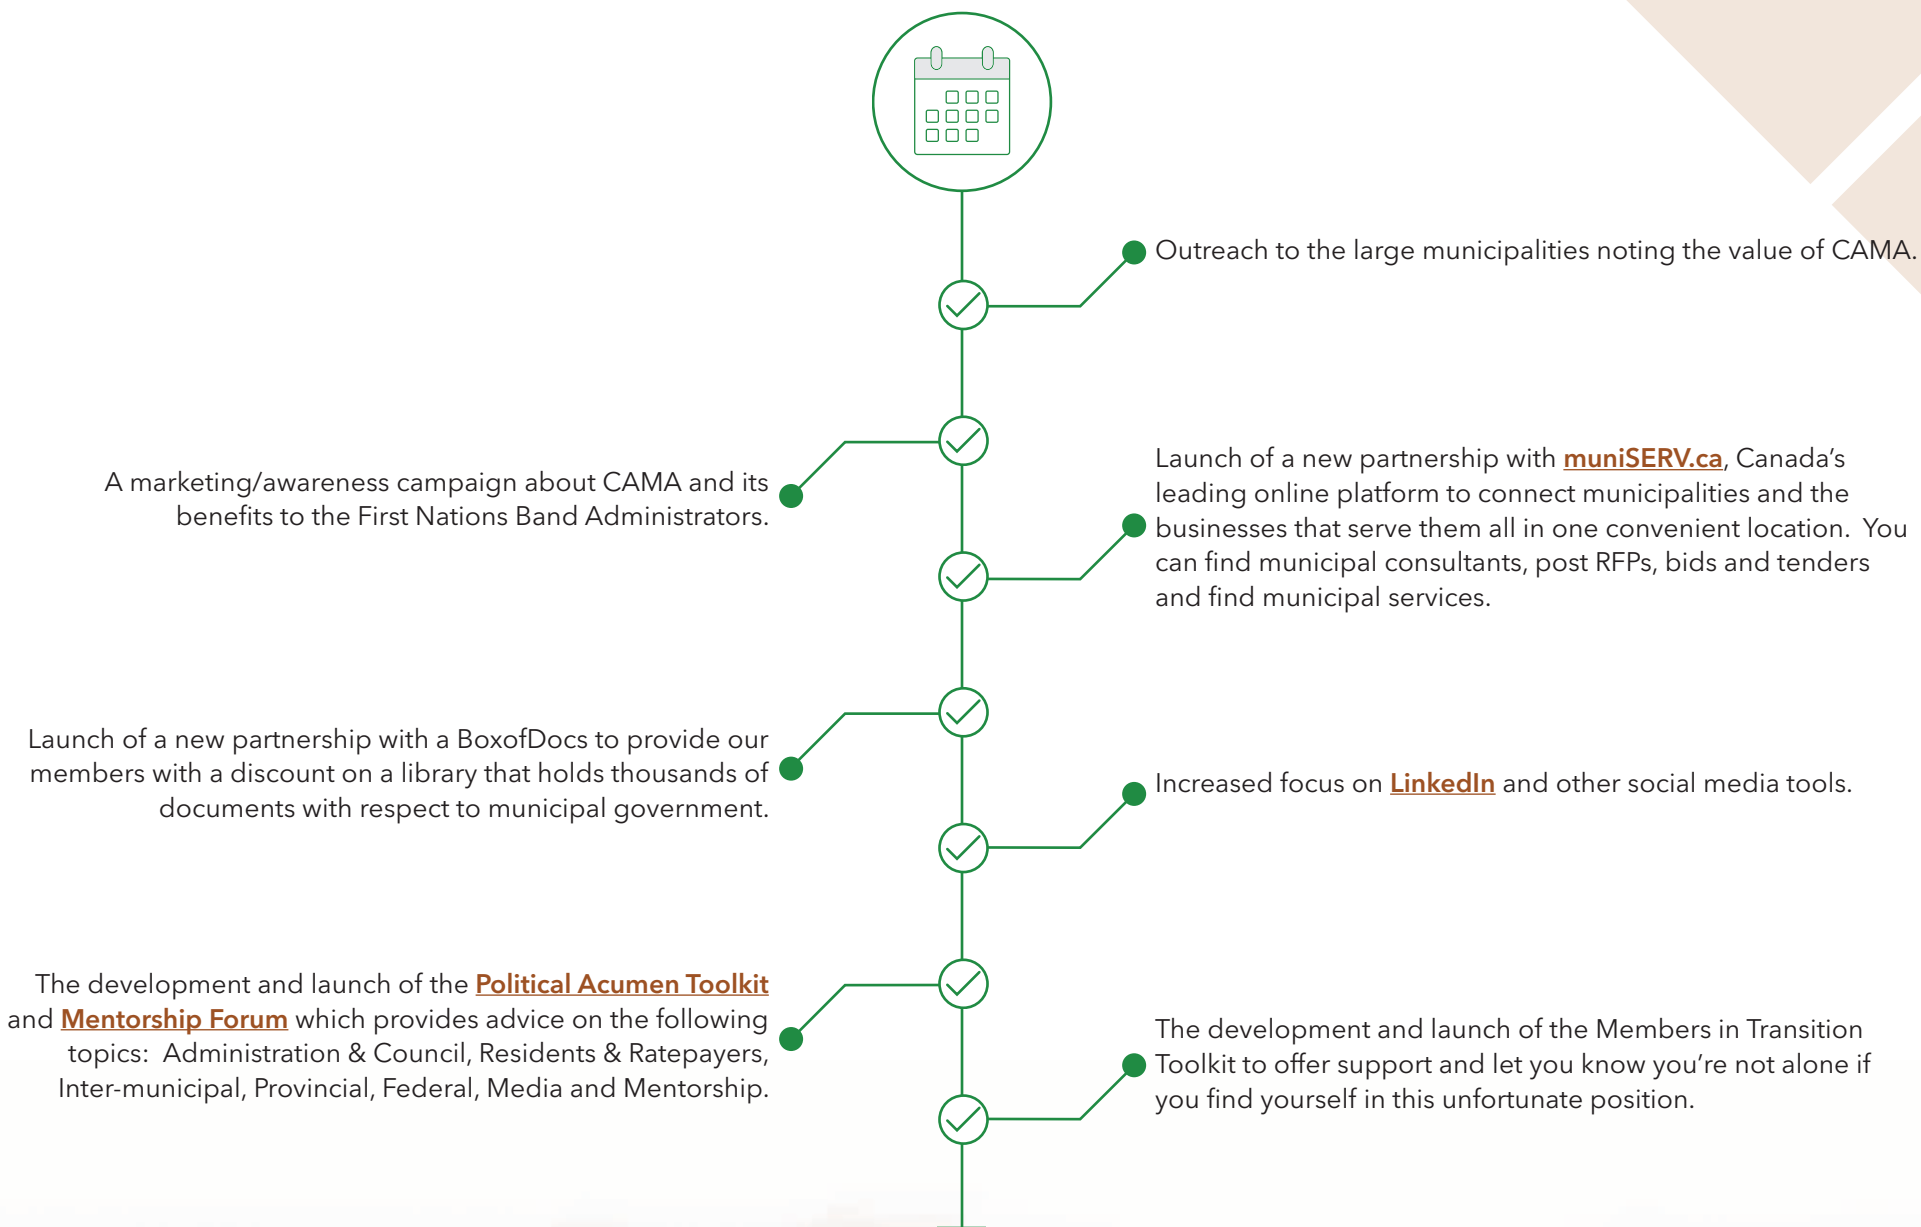 Outreach to the large municipalities noting the value of CAMA.
A marketing/awareness campaign about CAMA and its
benefits to the First Nations Band Administrators.
Launch of a new partnership with muniSERV.ca, Canada’s
leading online platform to connect municipalities and the
businesses that serve them all in one convenient location.  You
can find municipal consultants, post RFPs, bids and tenders
and find municipal services.
Launch of a new partnership with a BoxofDocs to provide our
members with a discount on a library that holds thousands of
documents with respect to municipal government.
Increased focus on LinkedIn and other social media tools.
The development and launch of the Political Acumen Toolkit
and Mentorship Forum which provides advice on the following
topics:  Administration & Council, Residents & Ratepayers,
Inter-municipal, Provincial, Federal, Media and Mentorship.
The development and launch of the Members in Transition
Toolkit to offer support and let you know you’re not alone if
you find yourself in this unfortunate position.